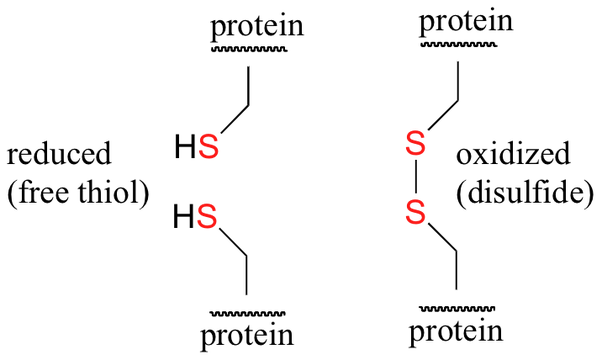 protein
protein
HS
reduced
(free thiol)
HS
S
S
oxidized
(disulfide)
protein
protein